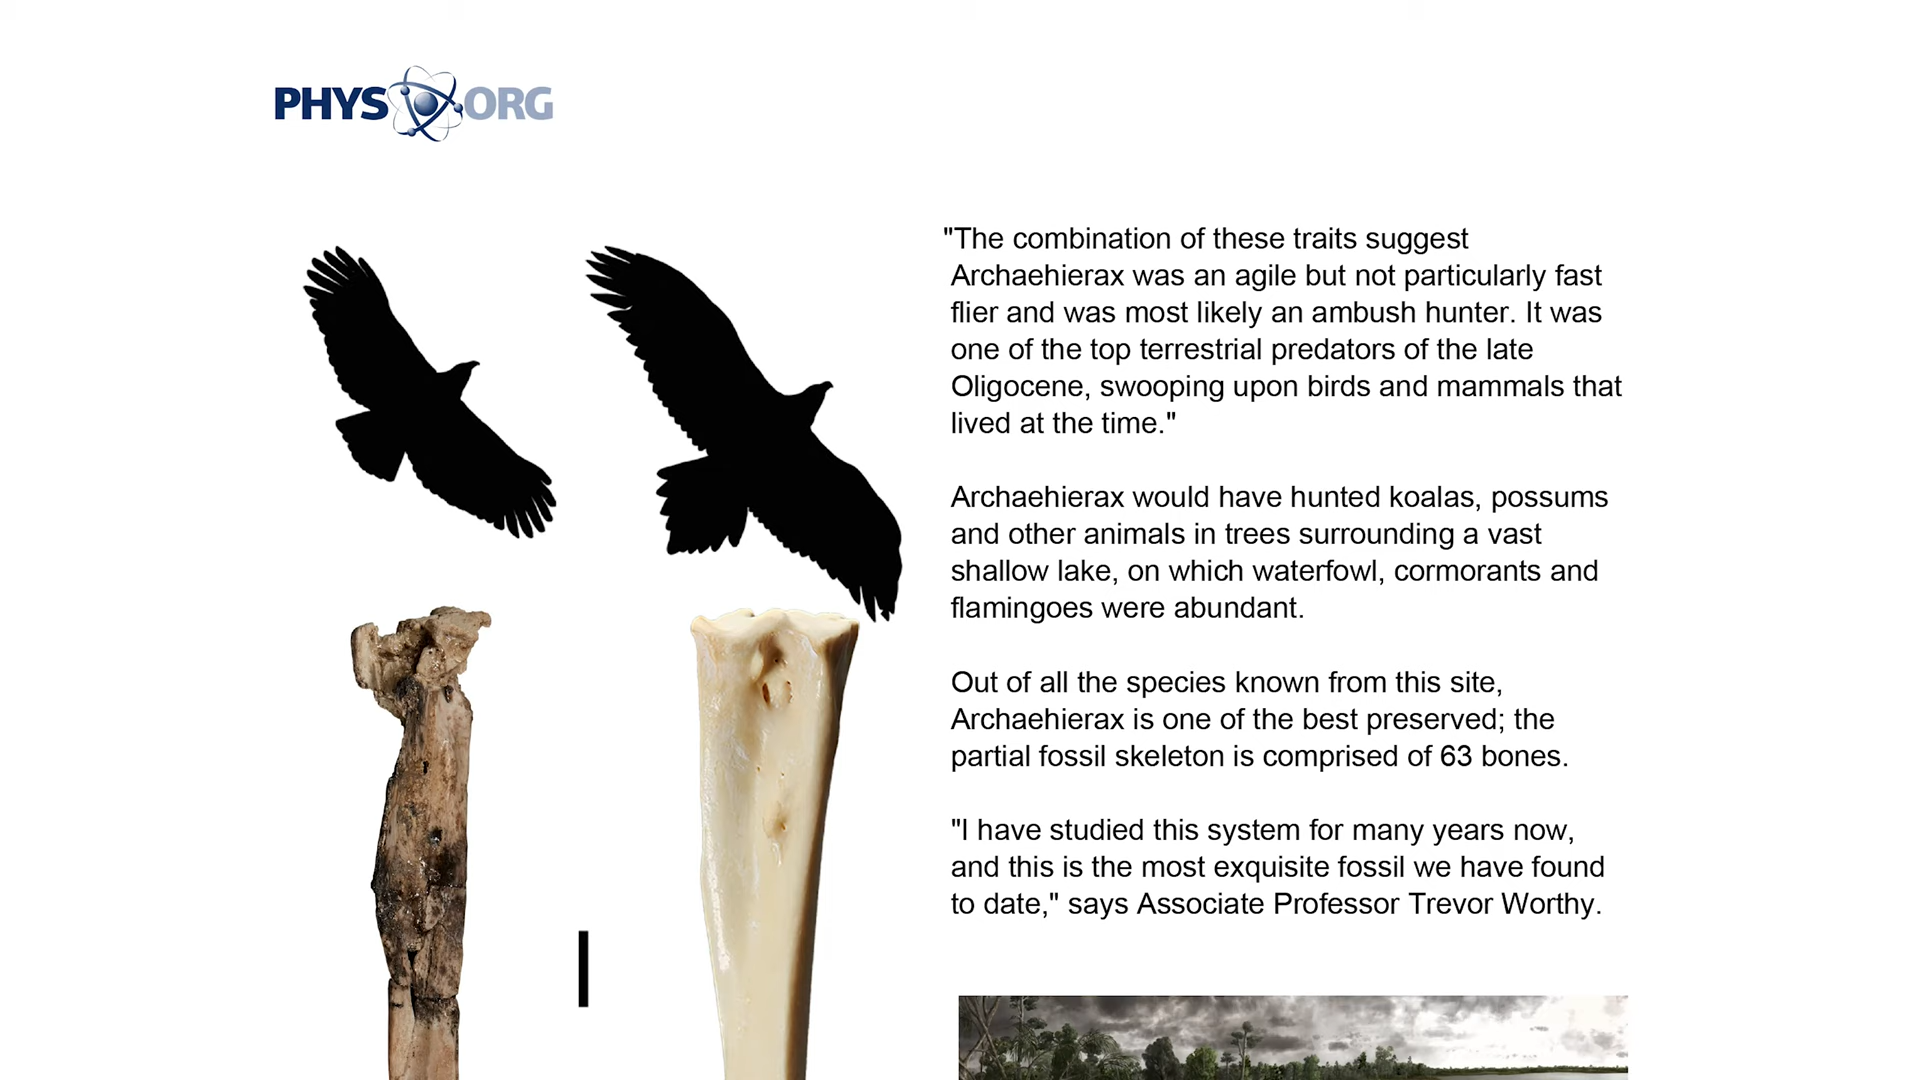 PHYS ORG
"The combination of these traits suggest
Archaehierax was an agile but not particularly fast
flier and was most likely an ambush hunter. It was
one of the top terrestrial predators of the late
Oligocene, swooping upon birds and mammals that
lived at the time."
Archaehierax would have hunted koalas, possums
and other animals in trees surrounding a vast
shallow lake, on which waterfowl, cormorants and
flamingoes were abundant.
Out of all the species known from this site,
Archaehierax is one of the best preserved; the
partial fossil skeleton is comprised of 63 bones.
"I have studied this system for many years now,
and this is the most exquisite fossil we have found
to date," says Associate Professor Trevor Worthy.